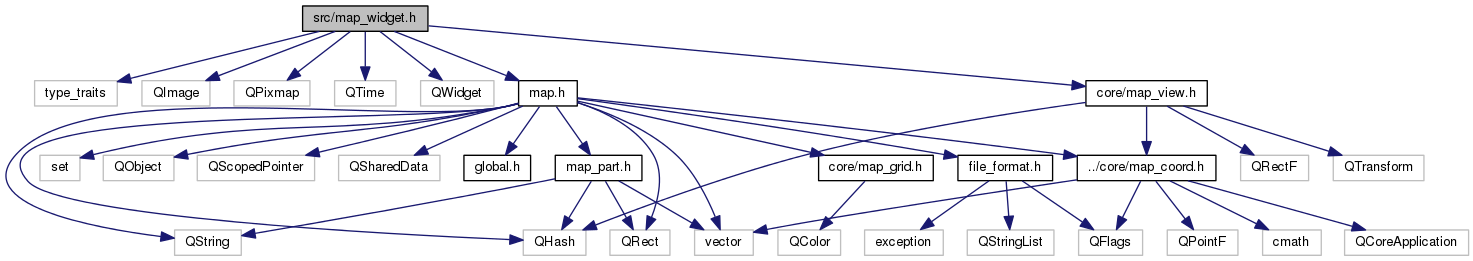 src/map_widget.h
type_traits
QImage
QPixmap
QTime
QWidget
map.h
core/map_view.h
set
QObject
QScopedPointer
QSharedData
global.h
map_part.h
core/map_grid.h
file_format.h
../core/map_coord.h
QRectF
QTransform
QString
QHash
QRect
vector
QColor
exception
QStringList
QFlags
QPointF
cmath
QCoreApplication